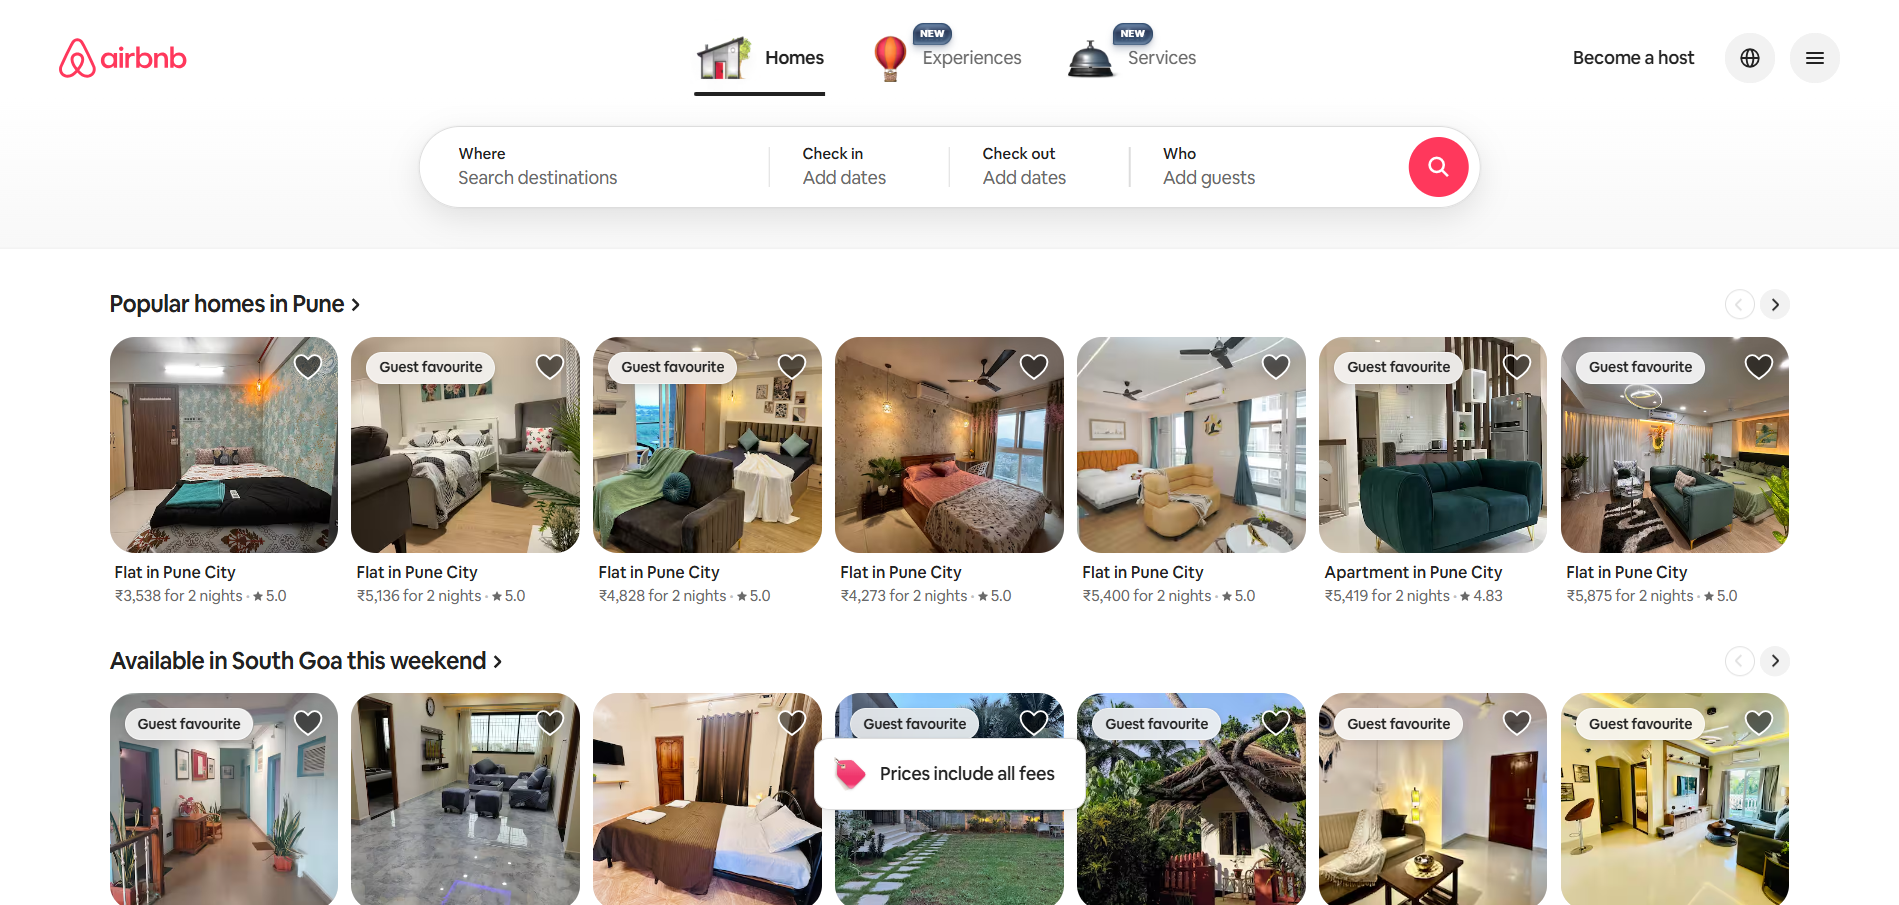 airbnb
Homes
NEW
Experiences
NEW
Services
Become a host
Where
Search destinations
Check in
Add dates
Check out
Add dates
Who
Add guests
Popular homes in Pune
Guest favourite
Guest favourite
Guest favourite
Guest favourite
Flat in Pune City
₹3,538 for 2 nights · ★ 5.0
Flat in Pune City
₹5,136 for 2 nights · ★ 5.0
Flat in Pune City
₹4,828 for 2 nights · ★ 5.0
Flat in Pune City
₹4,273 for 2 nights · ★ 5.0
Flat in Pune City
₹5,400 for 2 nights · ★ 5.0
Apartment in Pune City
₹5,419 for 2 nights · ★ 4.83
Flat in Pune City
₹5,875 for 2 nights · ★ 5.0
Available in South Goa this weekend
Guest favourite
Guest favourite
Guest favourite
Guest favourite
Guest favourite
Prices include all fees